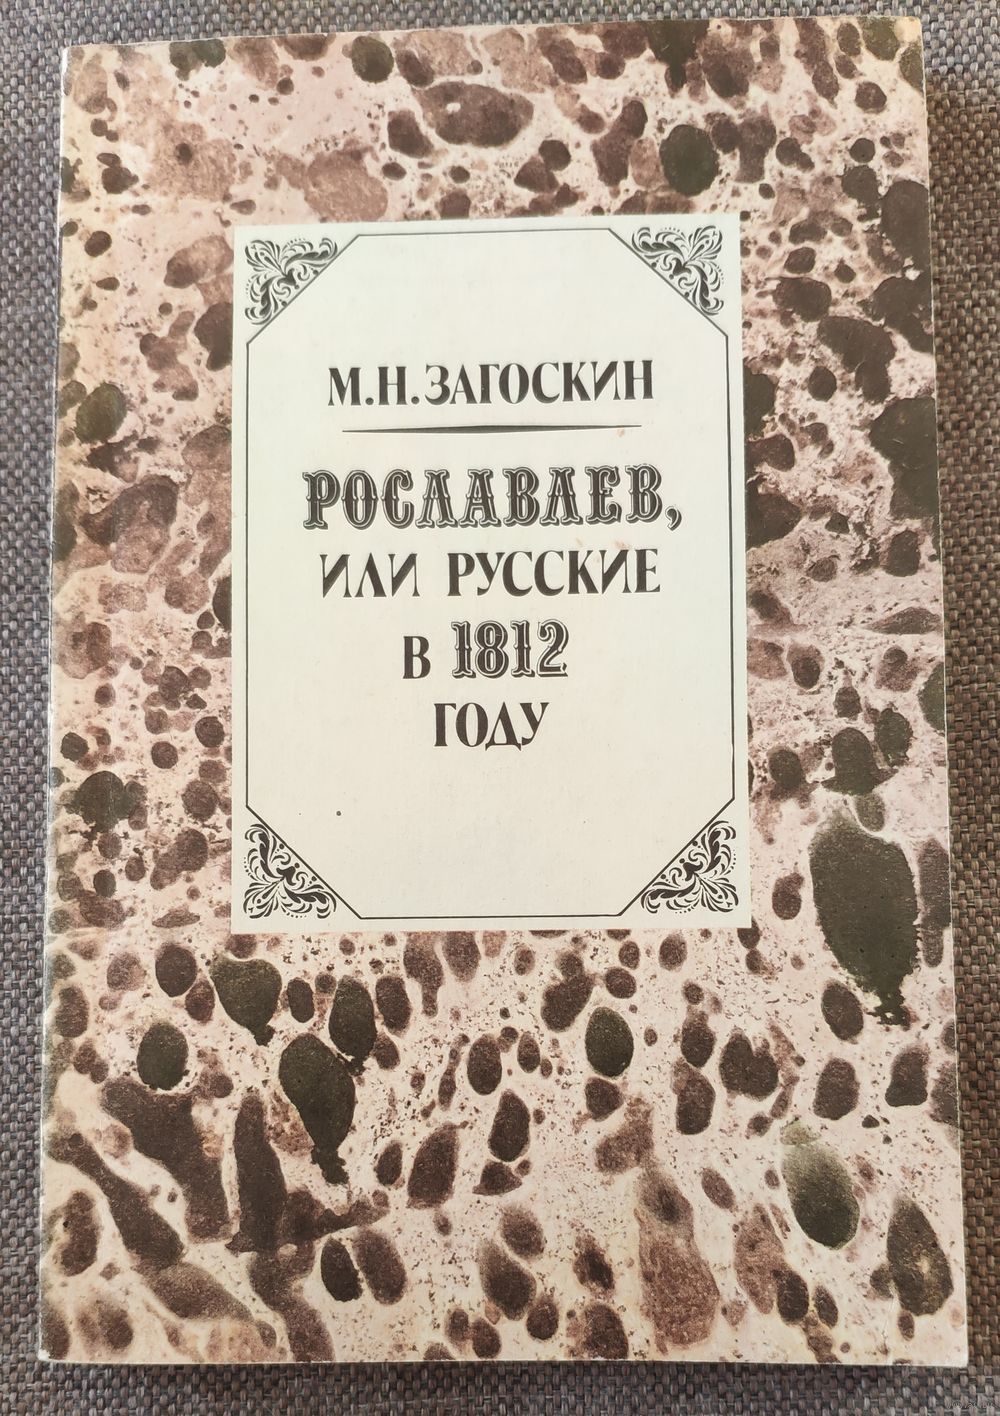 М.Н.ЗАГОСКИН
РОСЛАВЛЕВ,
ИЛИ РУССКИЕ
В 1812
ГОДУ